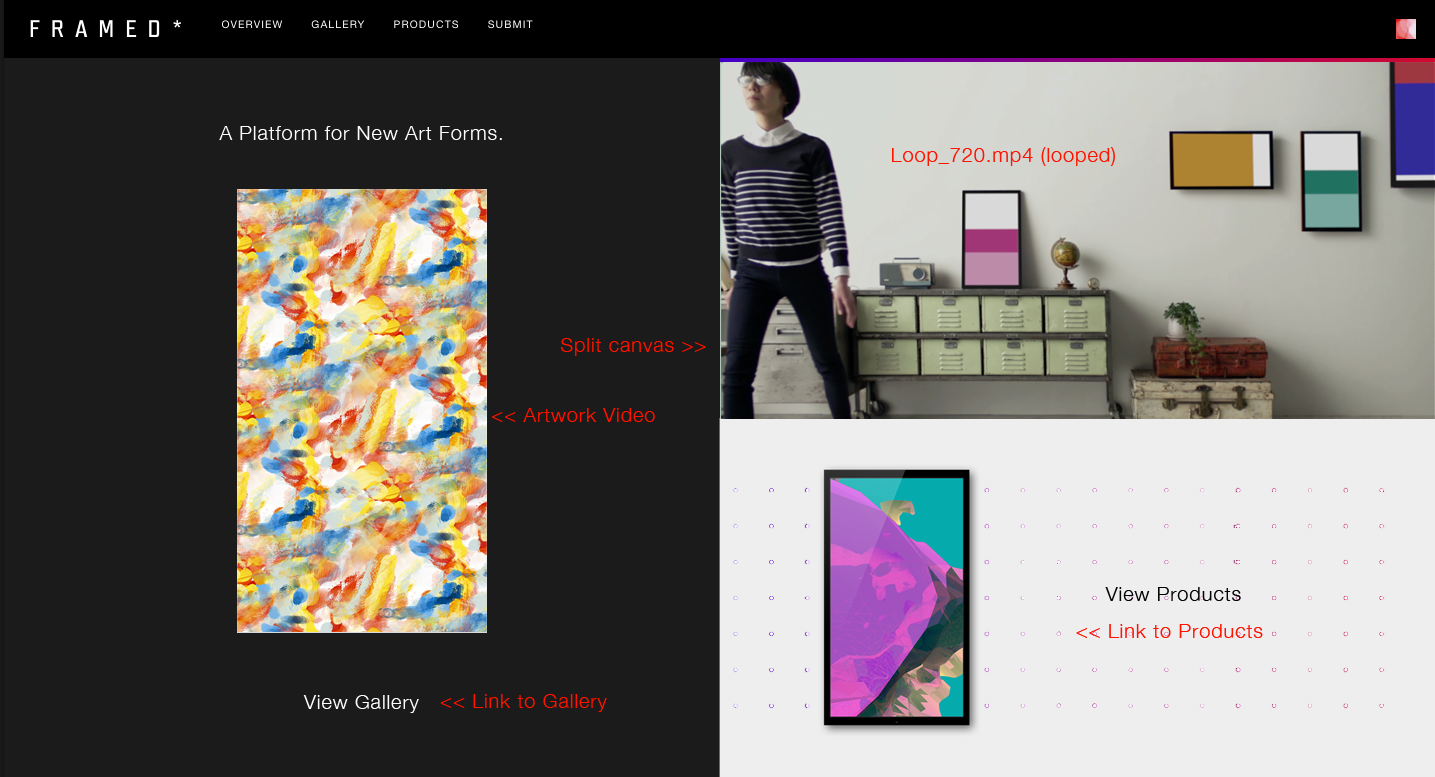 FRAMED*
OVERVIEW GALLERY PRODUCTS SUBMIT
A Platform for New Art Forms.
Split canvas >>
<< Artwork Video
View Gallery << Link to Gallery
Loop_720.mp4 (looped)
View Products
<< Link to Products